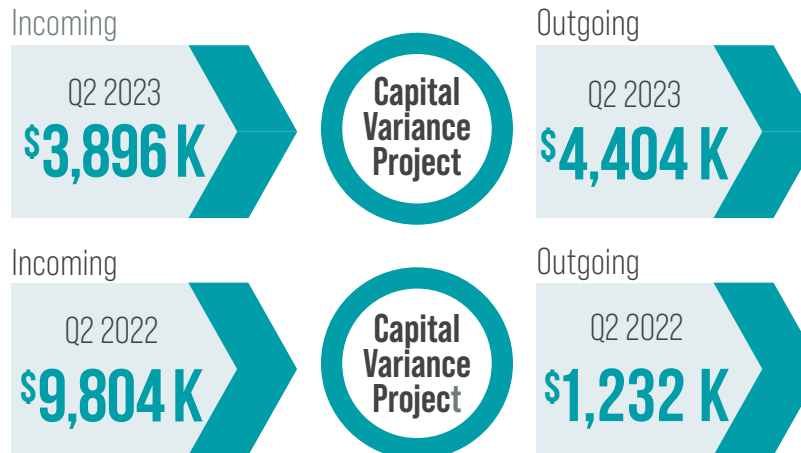 Incoming
Q2 2023
$3,896 K
Capital
Variance
Project
Outgoing
Q2 2023
$4,404 K
Incoming
Q2 2022
$9,804 K
Capital
Variance
Project
Outgoing
Q2 2022
$1,232 K